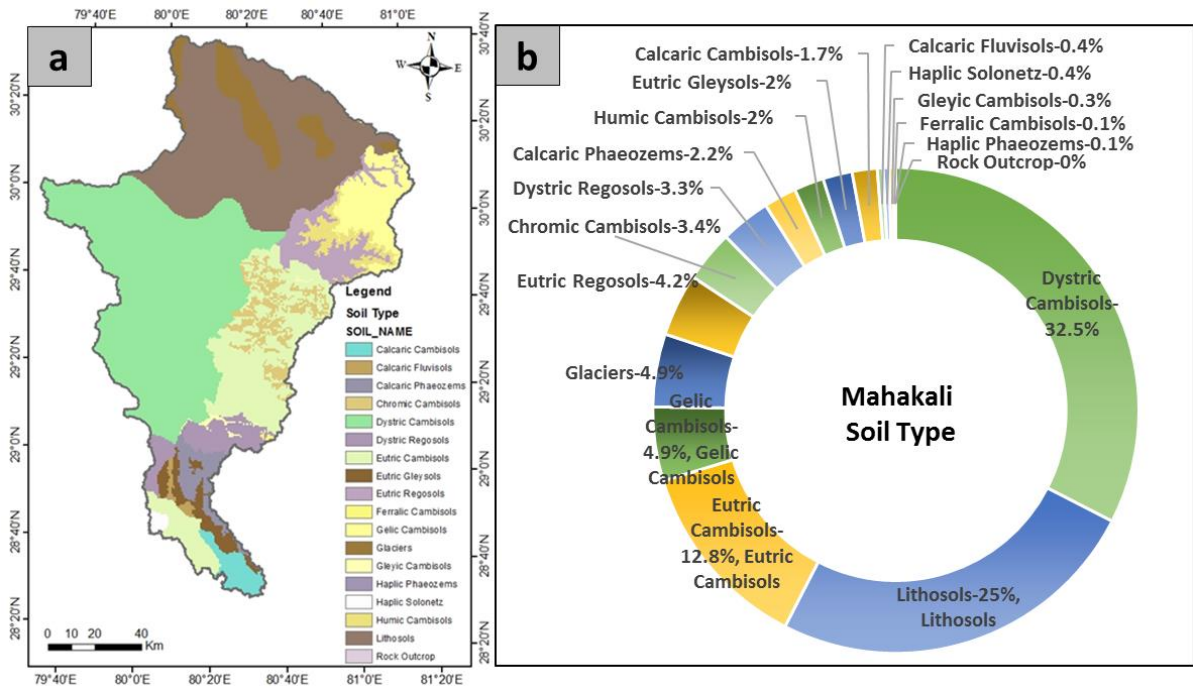 79°40'E 80°0'E 80°20'E 80°40'E 81°0'E
a
N
W E
S
30°40'N
30°20'N
30°0'N
29°40'N
29°20'N
29°0'N
28°40'N
28°20'N
30°20'N
30°0'N
29°40'N
29°20'N
29°0'N
28°40'N
28°20'N
Legend
Soil Type
SOIL_NAME
Calcaric Cambisols
Calcaric Fluvisols
Calcaric Phaeozems
Chromic Cambisols
Dystric Cambisols
Dystric Regosols
Eutric Cambisols
Eutric Gleysols
Eutric Regosols
Ferralic Cambisols
Gelic Cambisols
Glaciers
Gleyic Cambisols
Haplic Phaeozems
Haplic Solonetz
Humic Cambisols
Lithosols
Rock Outcrop
0 10 20 40
Km
79°40'E 80°0'E 80°20'E 80°40'E 81°0'E 81°20'E
b
Calcaric Cambisols-1.7%
Eutric Gleysols-2%
Humic Cambisols-2%
Calcaric Phaeozems-2.2%
Dystric Regosols-3.3%
Chromic Cambisols-3.4%
Eutric Regosols-4.2%
Glaciers-4.9%
Gelic
Cambisols-
4.9%, Gelic
Cambisols
Eutric
Cambisols-
12.8%, Eutric
Cambisols
Calcaric Fluvisols-0.4%
Haplic Solonetz-0.4%
Gleyic Cambisols-0.3%
Ferralic Cambisols-0.1%
Haplic Phaeozems-0.1%
Rock Outcrop-0%
Dystric
Cambisols-
32.5%
Lithosols-25%,
Lithosols
Mahakali
Soil Type